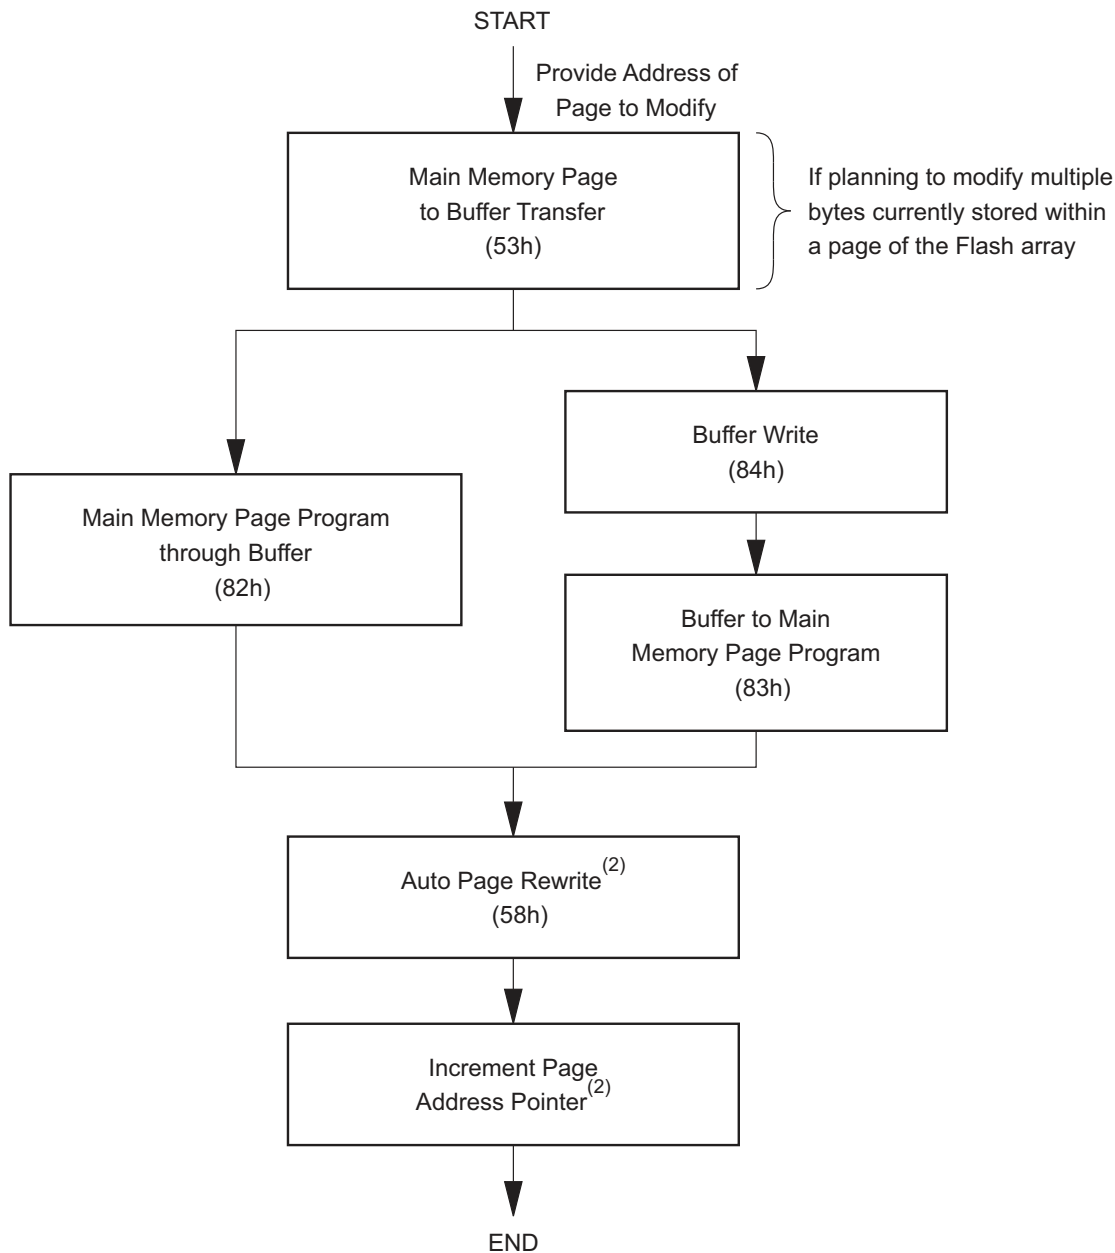 START
Provide Address of
Page to Modify
Main Memory Page
to Buffer Transfer
(53h)
If planning to modify multiple
bytes currently stored within
a page of the Flash array
Buffer Write
(84h)
Main Memory Page Program
through Buffer
(82h)
Buffer to Main
Memory Page Program
(83h)
Auto Page Rewrite(2)
(58h)
Increment Page
Address Pointer(2)
END